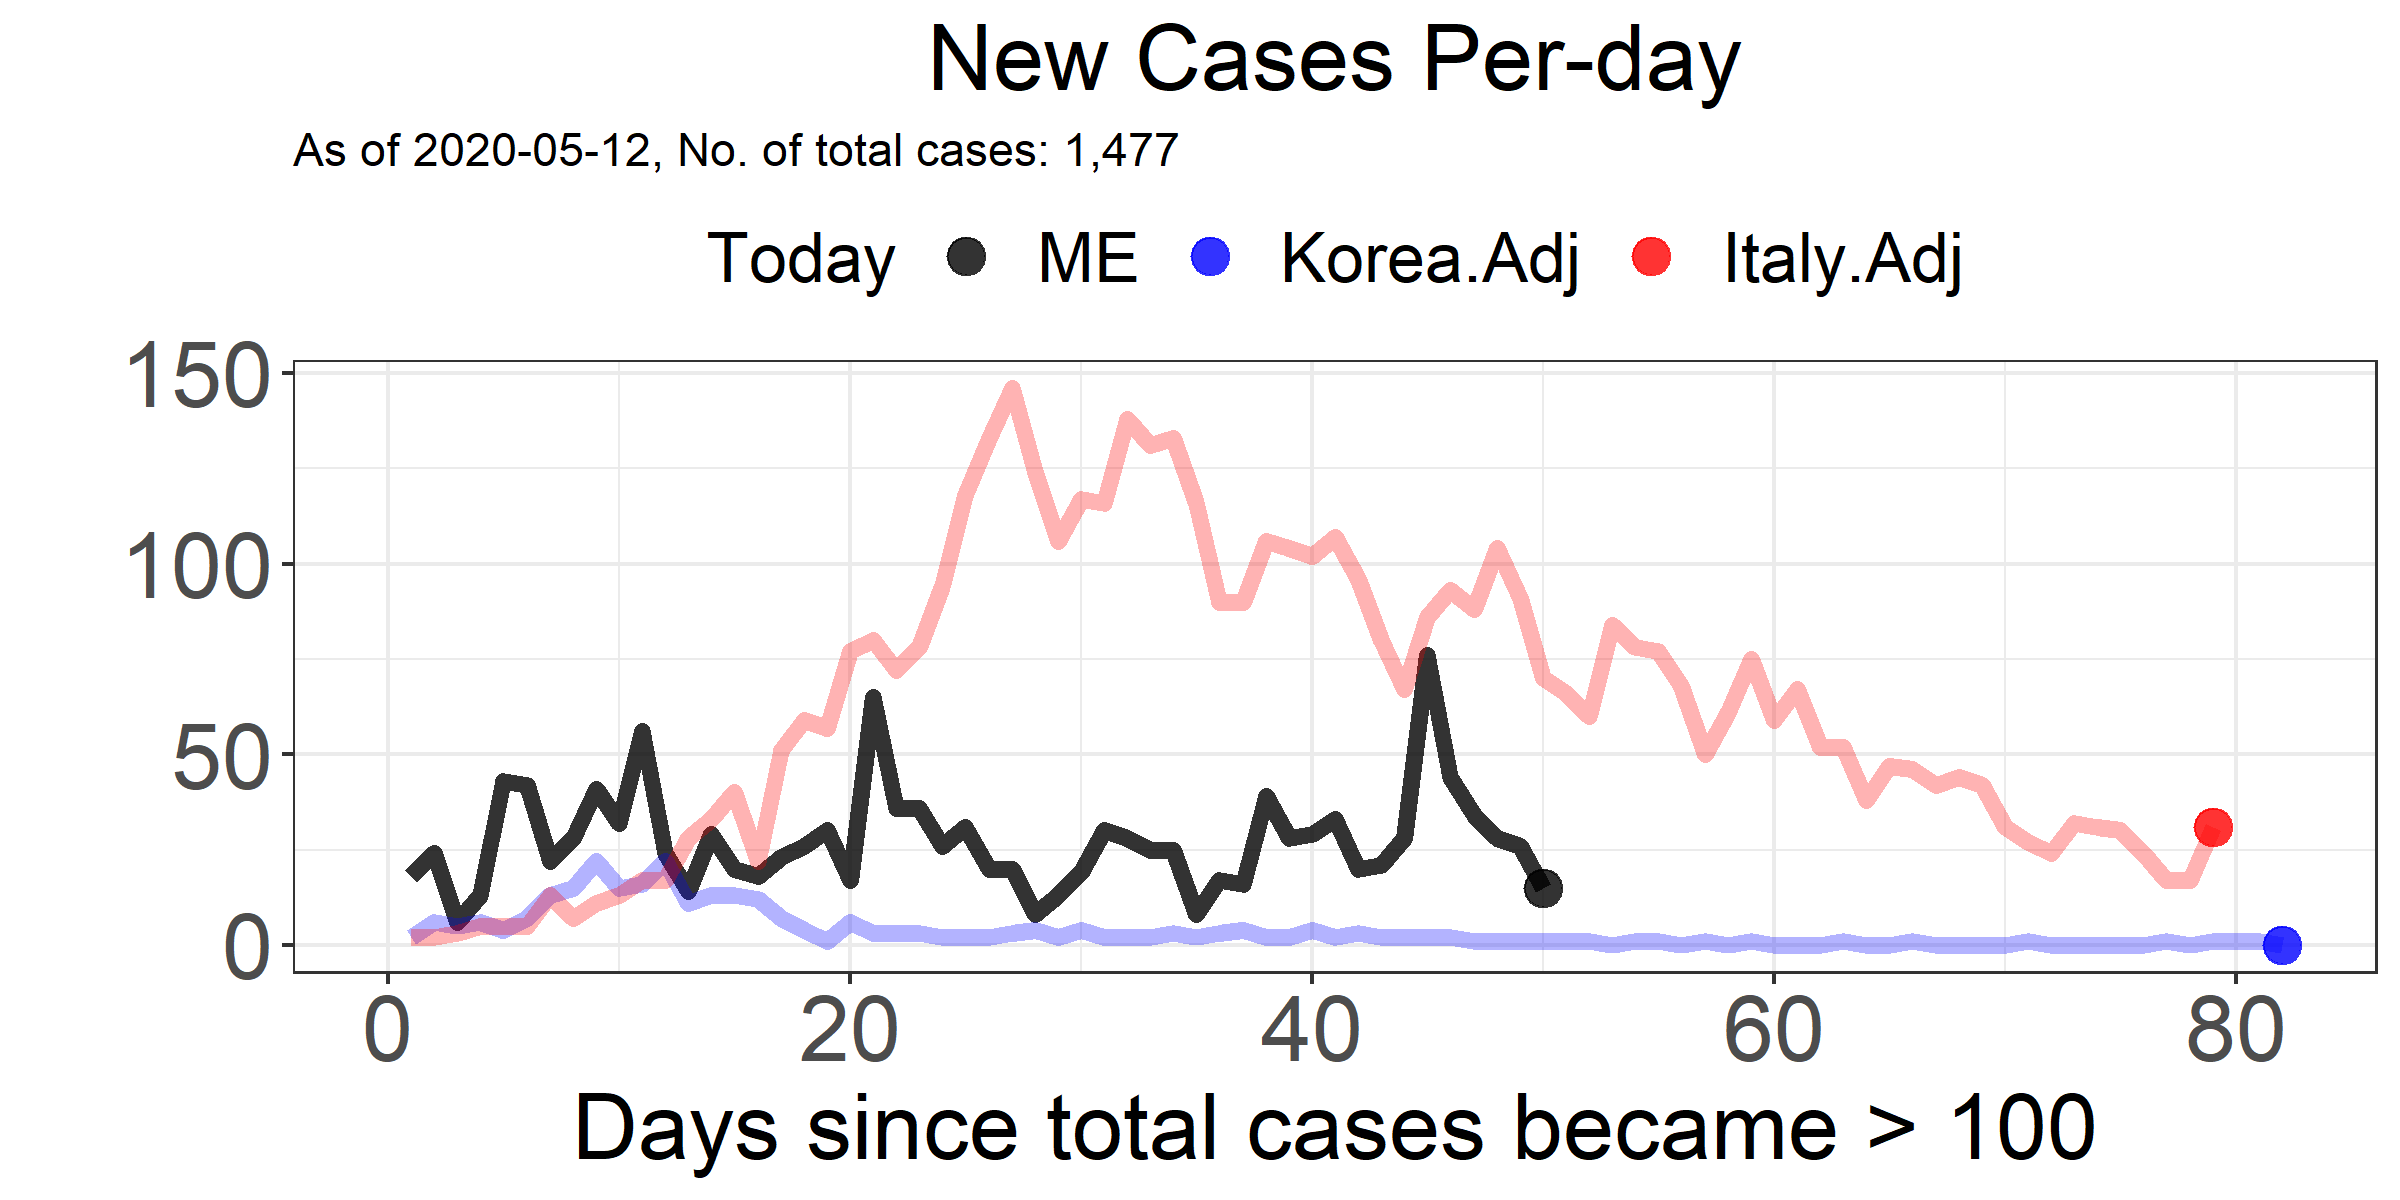 New Cases Per-day
As of 2020-05-12, No. of total cases: 1,477
Today ME Korea.Adj Italy.Adj
150
100
50
0
0 20 40 60 80
Days since total cases became > 100